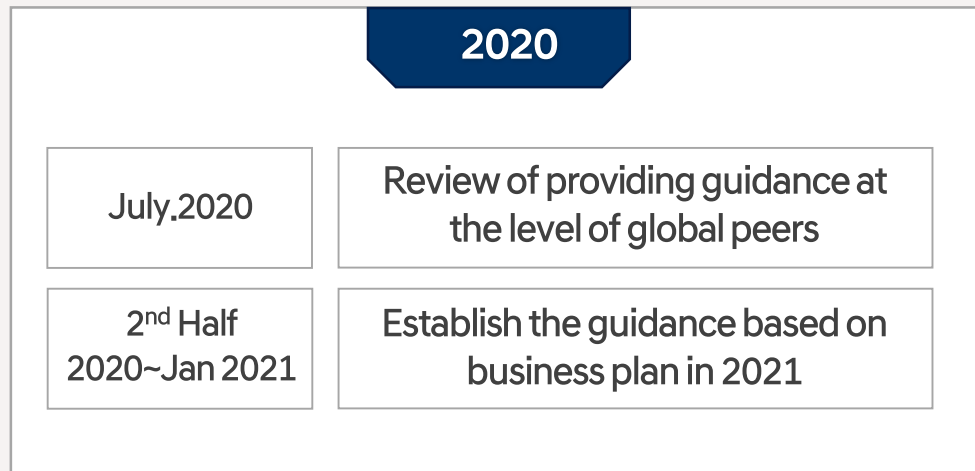 2020
July.2020
Review of providing guidance at
the level of global peers
2nd Half
2020~Jan 2021
Establish the guidance based on
business plan in 2021